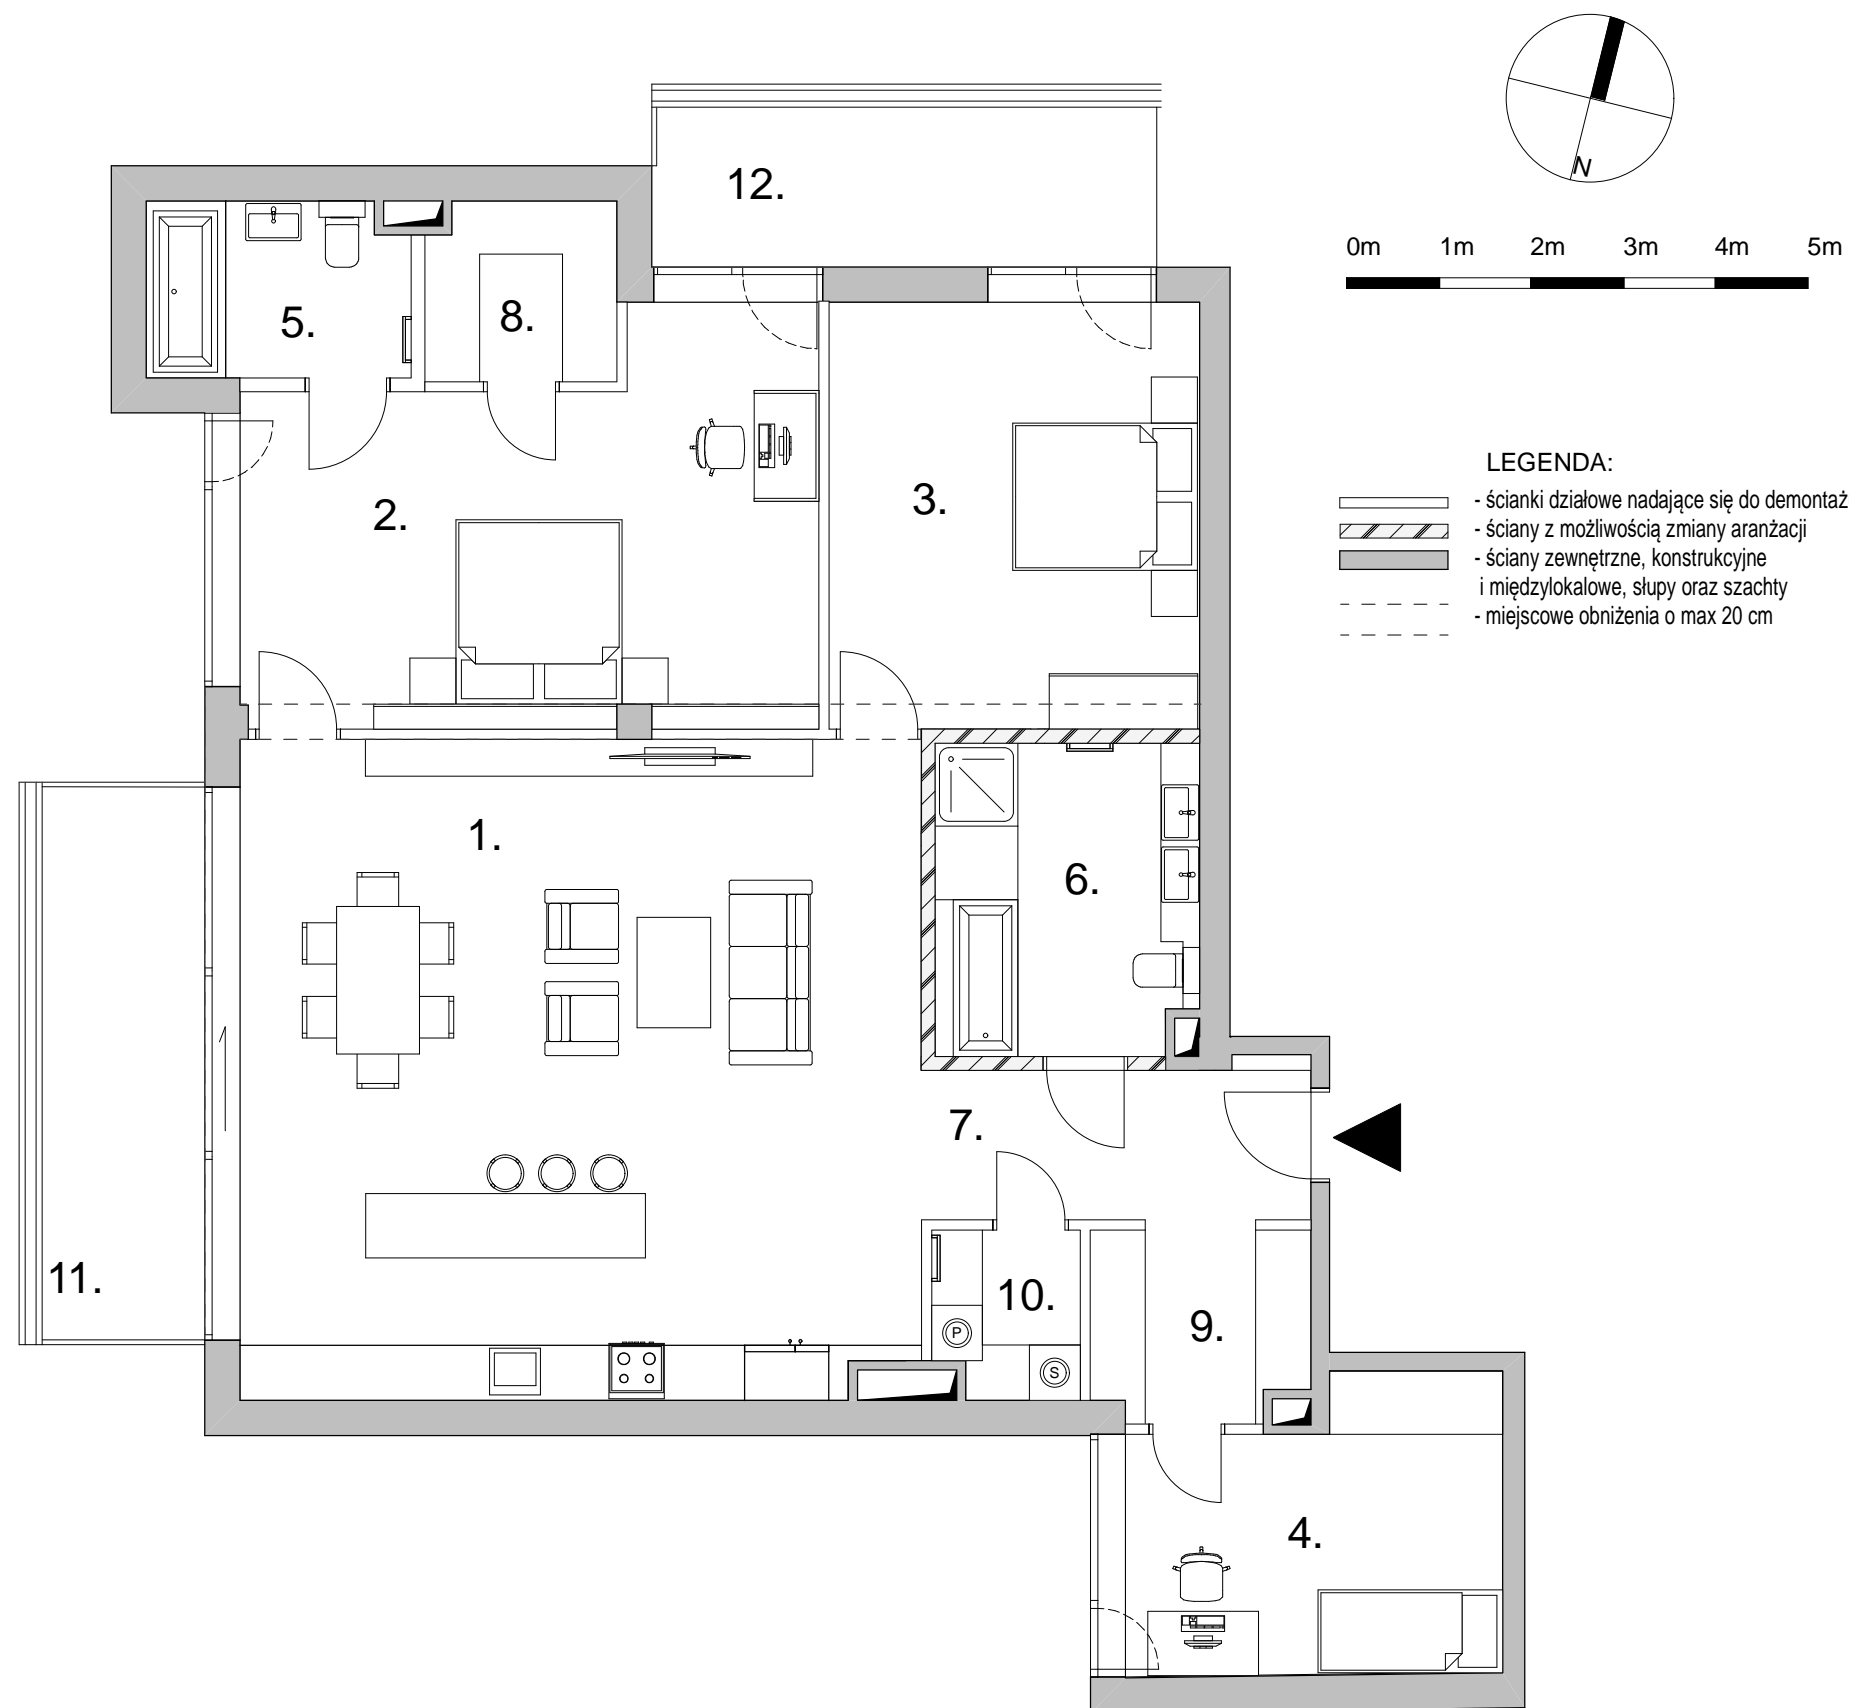 N
0m 1m 2m 3m 4m 5m
LEGENDA:
- ścianki działowe nadające się do demontaż
- ściany z możliwością zmiany aranżacji
- ściany zewnętrzne, konstrukcyjne
i międzylokalowe, słupy oraz szachty
- miejscowe obniżenia o max 20 cm
12.
5.
8.
2.
3.
1.
6.
7.
11.
10.
9.
P
S
4.